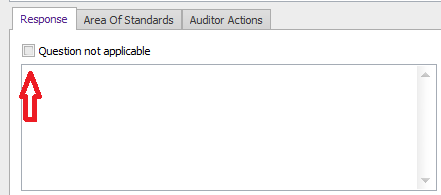 Response Area Of Standards Auditor Actions
Question not applicable